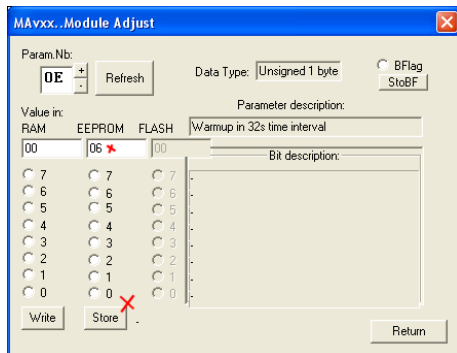 MAvxx..Module Adjust
Param.Nb:
0E + - Refresh
Data Type: Unsigned 1 byte
BFlag
StoBF
Value in:
RAM EEPROM FLASH
00 06 00
Parameter description:
Warmup in 32s time interval
Bit description:
7 7 7 .
6 6 6
5 5 5 .
4 4 4 .
3 3 3 .
2 2 2 .
1 1 1 .
0 0 0 .
Write Store .
Return